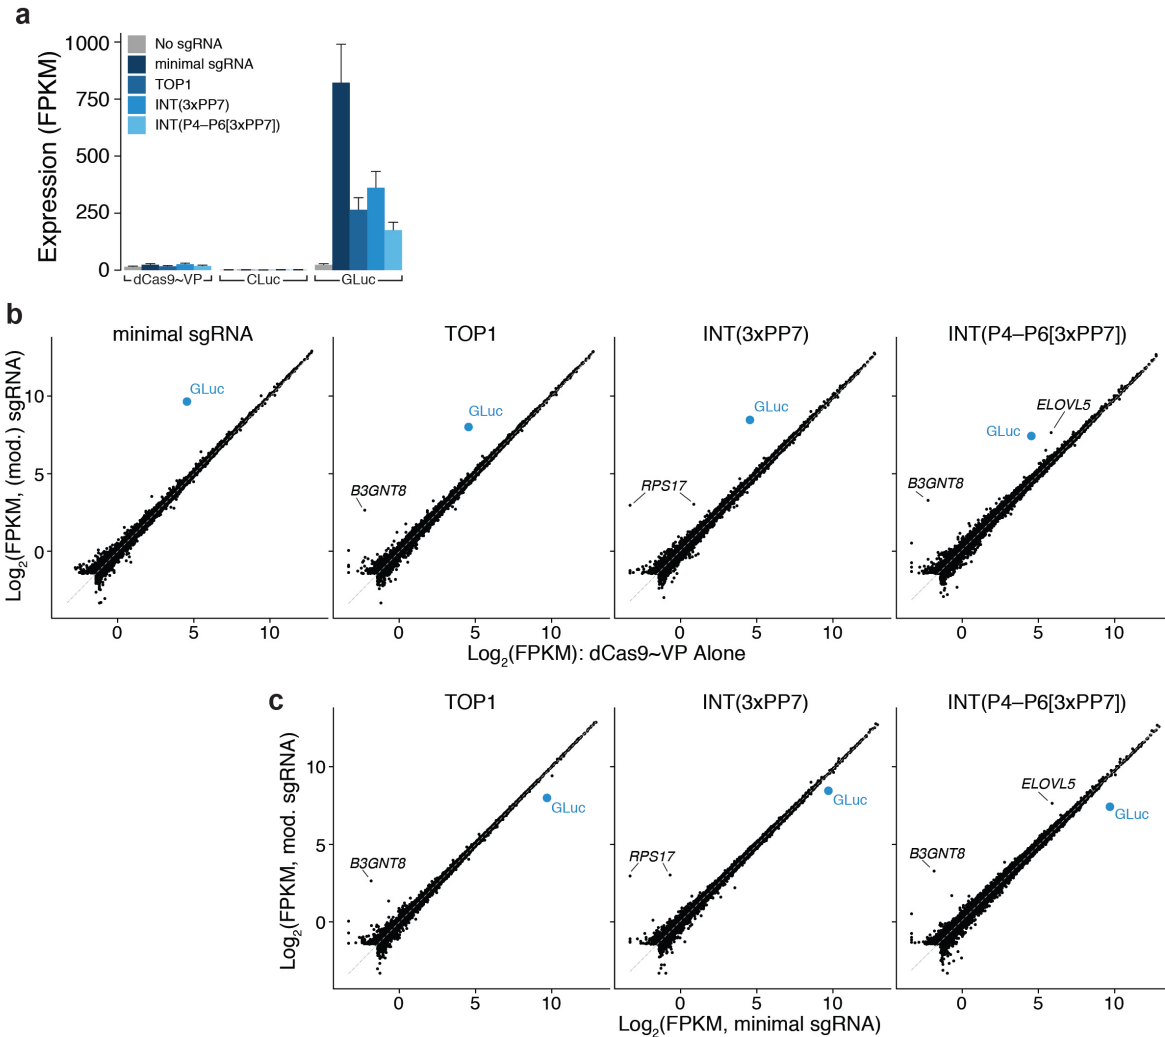 a
Expression (FPKM)
1000
750
500
250
0
No sgRNA
minimal sgRNA
TOP1
INT(3xPP7)
INT(P4–P6[3xPP7])
dCas9~VP
CLuc
GLuc
b
Log2(FPKM, (mod.) sgRNA)
minimal sgRNA
TOP1
INT(3xPP7)
INT(P4–P6[3xPP7])
10
5
0
GLuc
GLuc
B3GNT8
GLuc
RPS17
GLuc
ELOVL5
B3GNT8
0 5 10
0 5 10
0 5 10
0 5 10
Log2(FPKM): dCas9~VP Alone
c
Log2(FPKM, mod. sgRNA)
TOP1
INT(3xPP7)
INT(P4–P6[3xPP7])
10
5
0
GLuc
B3GNT8
GLuc
RPS17
ELOVL5
GLuc
B3GNT8
0 5 10
0 5 10
0 5 10
Log2(FPKM, minimal sgRNA)